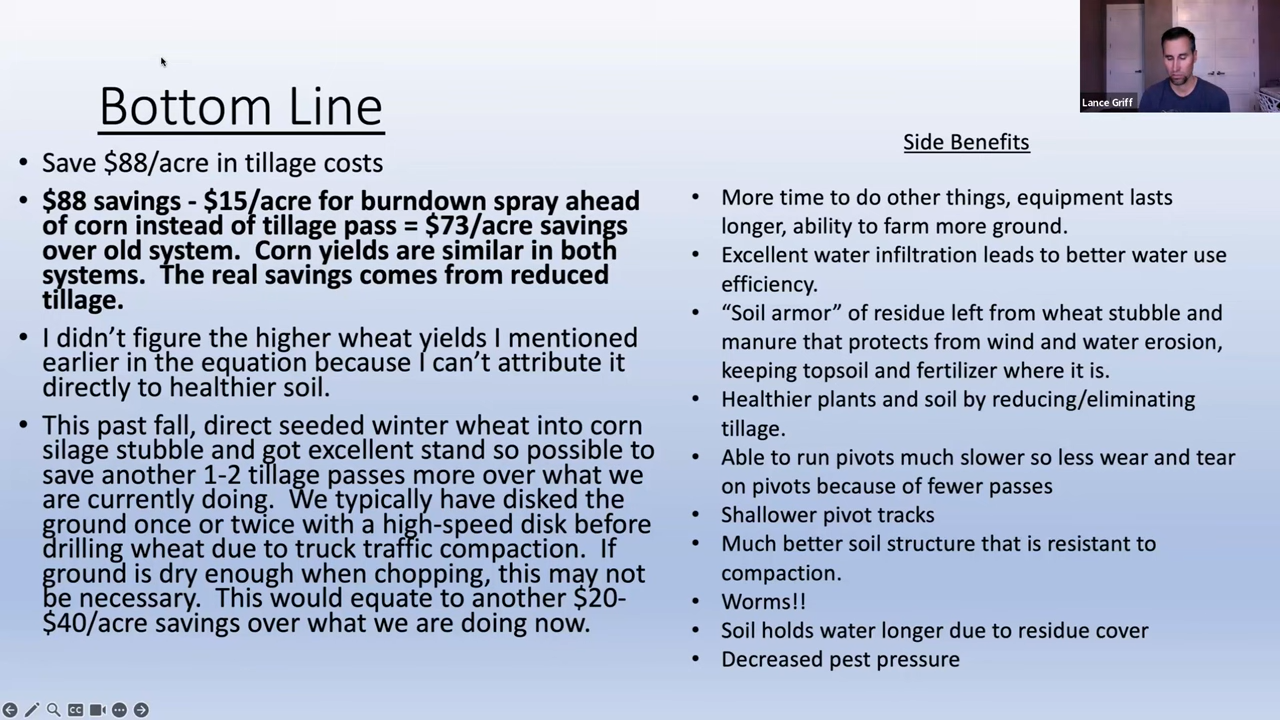 Bottom Line
• Save $88/acre in tillage costs
• $88 savings - $15/acre for burndown spray ahead
of corn instead of tillage pass = $73/acre savings
over old system.  Corn yields are similar in both
systems.  The real savings comes from reduced
tillage.
• I didn’t figure the higher wheat yields I mentioned
earlier in the equation because I can’t attribute it
directly to healthier soil.
• This past fall, direct seeded winter wheat into corn
silage stubble and got excellent stand so possible to
save another 1-2 tillage passes more over what we
are currently doing.  We typically have disked the
ground once or twice with a high-speed disk before
drilling wheat due to truck traffic compaction.  If
ground is dry enough when chopping, this may not
be necessary.  This would equate to another $20-
$40/acre savings over what we are doing now.
Lance Griff
Side Benefits
• More time to do other things, equipment lasts
longer, ability to farm more ground.
• Excellent water infiltration leads to better water use
efficiency.
• “Soil armor” of residue left from wheat stubble and
manure that protects from wind and water erosion,
keeping topsoil and fertilizer where it is.
• Healthier plants and soil by reducing/eliminating
tillage.
• Able to run pivots much slower so less wear and tear
on pivots because of fewer passes
• Shallower pivot tracks
• Much better soil structure that is resistant to
compaction.
• Worms!!
• Soil holds water longer due to residue cover
• Decreased pest pressure
CC